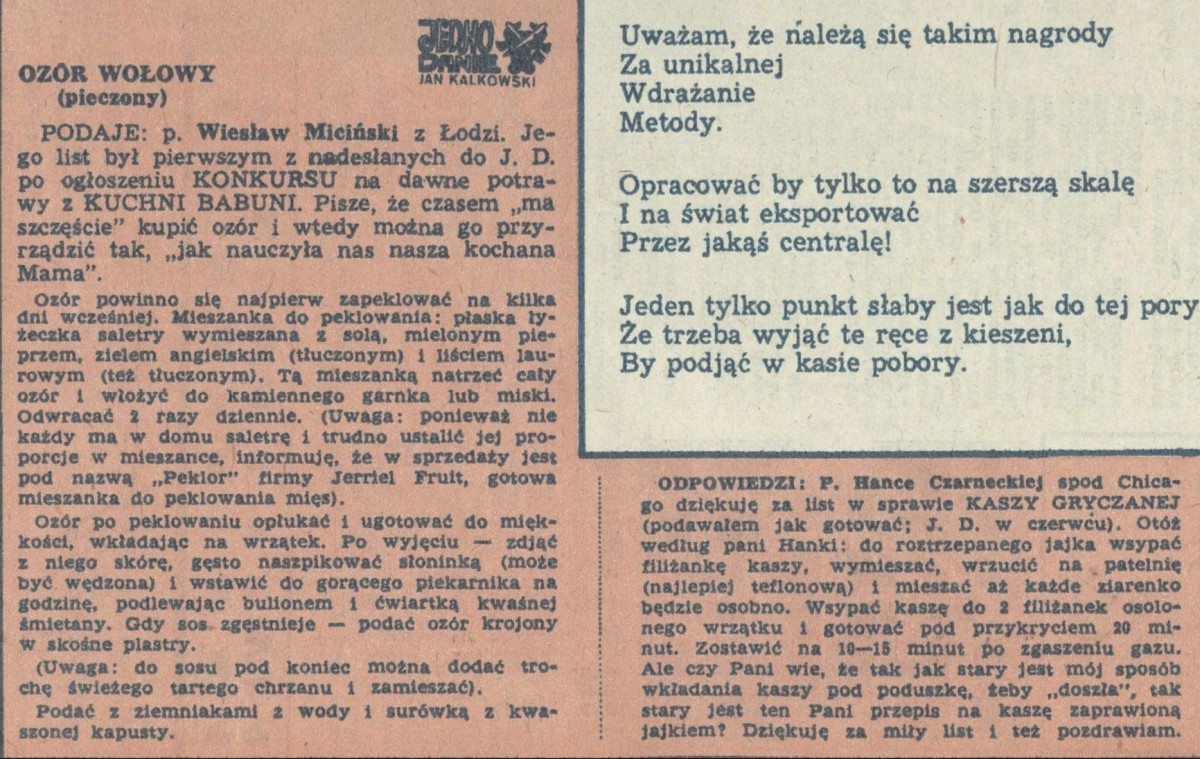 JEDNO
DANIE
JAN KALKOWSKI
OZÓR WOŁOWY
(pieczony)
PODAJE: p. Wiesław Miciński z Łodzi. Je-
go list był pierwszym z nadesłanych do J. D.
po ogłoszeniu KONKURSU na dawne potra-
wy z KUCHNI BABUNI. Pisze, że czasem „ma
szczęście" kupić ozór i wtedy można go przy-
rządzić tak, „jak nauczyła nas nasza kochana
Mama".
Ozór powinno się najpierw zapeklować na kilka
dni wcześniej. Mieszanka do peklowania: płaska ły-
żeczka saletry wymieszana z solą, mielonym pie-
przem, zielem angielskim (tłuczonym) i liściem lau-
rowym (też tłuczonym). Tą mieszanką natrzeć cały
ozór i włożyć do kamiennego garnka lub miski.
Odwracać 2 razy dziennie. (Uwaga: ponieważ nie
każdy ma w domu saletrę i trudno ustalić jej pro-
porcje w mieszance, informuję, że w sprzedaży jest
pod nazwą „Peklor" firmy Jerriel Fruit, gotowa
mieszanka do peklowania mięs).
Ozór po peklowaniu opłukać i ugotować do mięk-
kości, wkładając na wrzątek. Po wyjęciu — zdjąć
z niego skórę, gęsto naszpikować słoninką (może
być wędzona) i wstawić do gorącego piekarnika na
godzinę, podlewając bulionem i ćwiartką kwaśnej
śmietany. Gdy sos zgęstnieje — podać ozór krojony
w skośne plastry.
(Uwaga: do sosu pod koniec można dodać tro-
chę świeżego tartego chrzanu i zamieszać).
Podać z ziemniakami z wody i surówką z kwa-
szonej kapusty.
Uważam, że należą się takim nagrody
Za unikalnej
Wdrażanie
Metody.
Opracować by tylko to na szerszą skalę
I na świat eksportować
Przez jakąś centralę!
Jeden tylko punkt słaby jest jak do tej pory
Że trzeba wyjąć te ręce z kieszeni,
By podjąć w kasie pobory.
ODPOWIEDZI: P. Hance Czarneckiej spod Chica-
go dziękuję za list w sprawie KASZY GRYCZANEJ
(podawałem jak gotować; J. D. w czerwcu). Otóż
według pani Hanki: do roztrzepanego jajka wsypać
filiżankę kaszy, wymieszać, wrzucić na patelnię
(najlepiej teflonową) i mieszać aż każde ziarenko
będzie osobno. Wsypać kaszę do 2 filiżanek osolo-
nego wrzątku i gotować pod przykryciem 20 mi-
nut. Zostawić na 10—15 minut po zgaszeniu gazu.
Ale czy Pani wie, że tak jak stary jest mój sposób
wkładania kaszy pod poduszkę, żeby „doszła", tak
stary jest ten Pani przepis na kaszę zaprawioną
jajkiem? Dziękuję za miły list i też pozdrawiam.